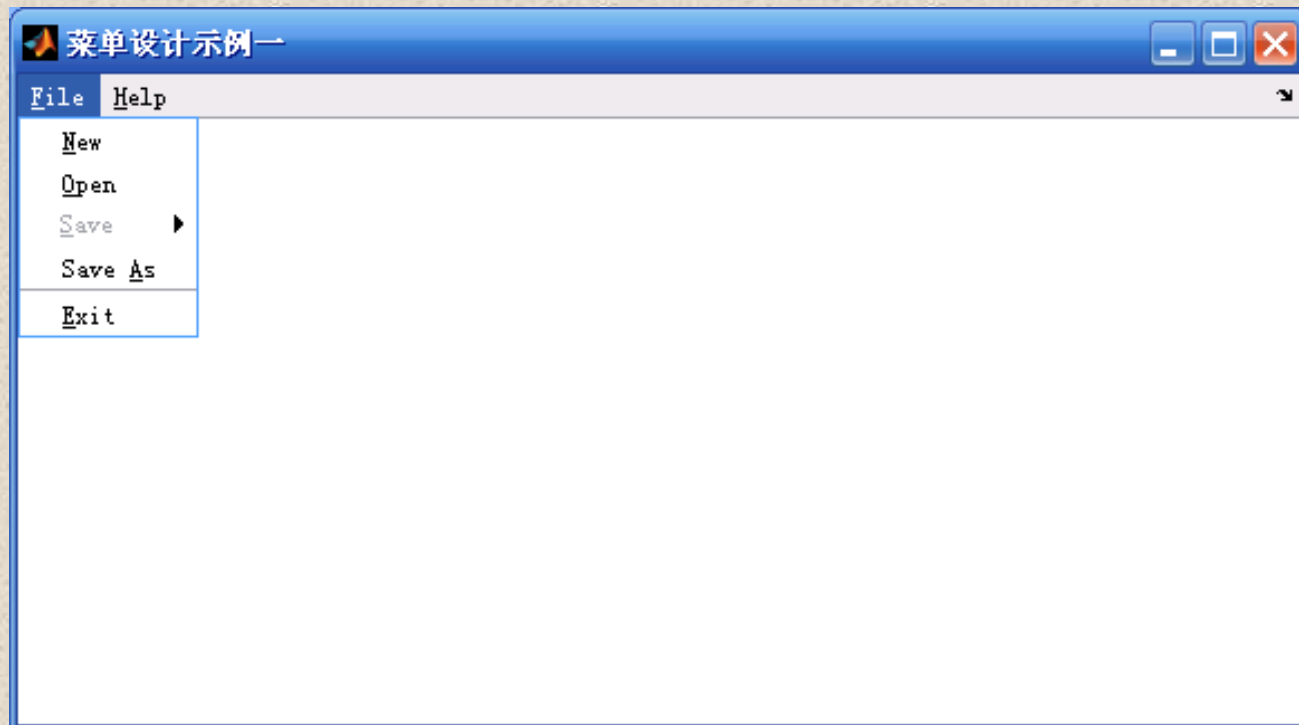 菜单设计示例一
File Help
New
Open
Save
Save As
Exit